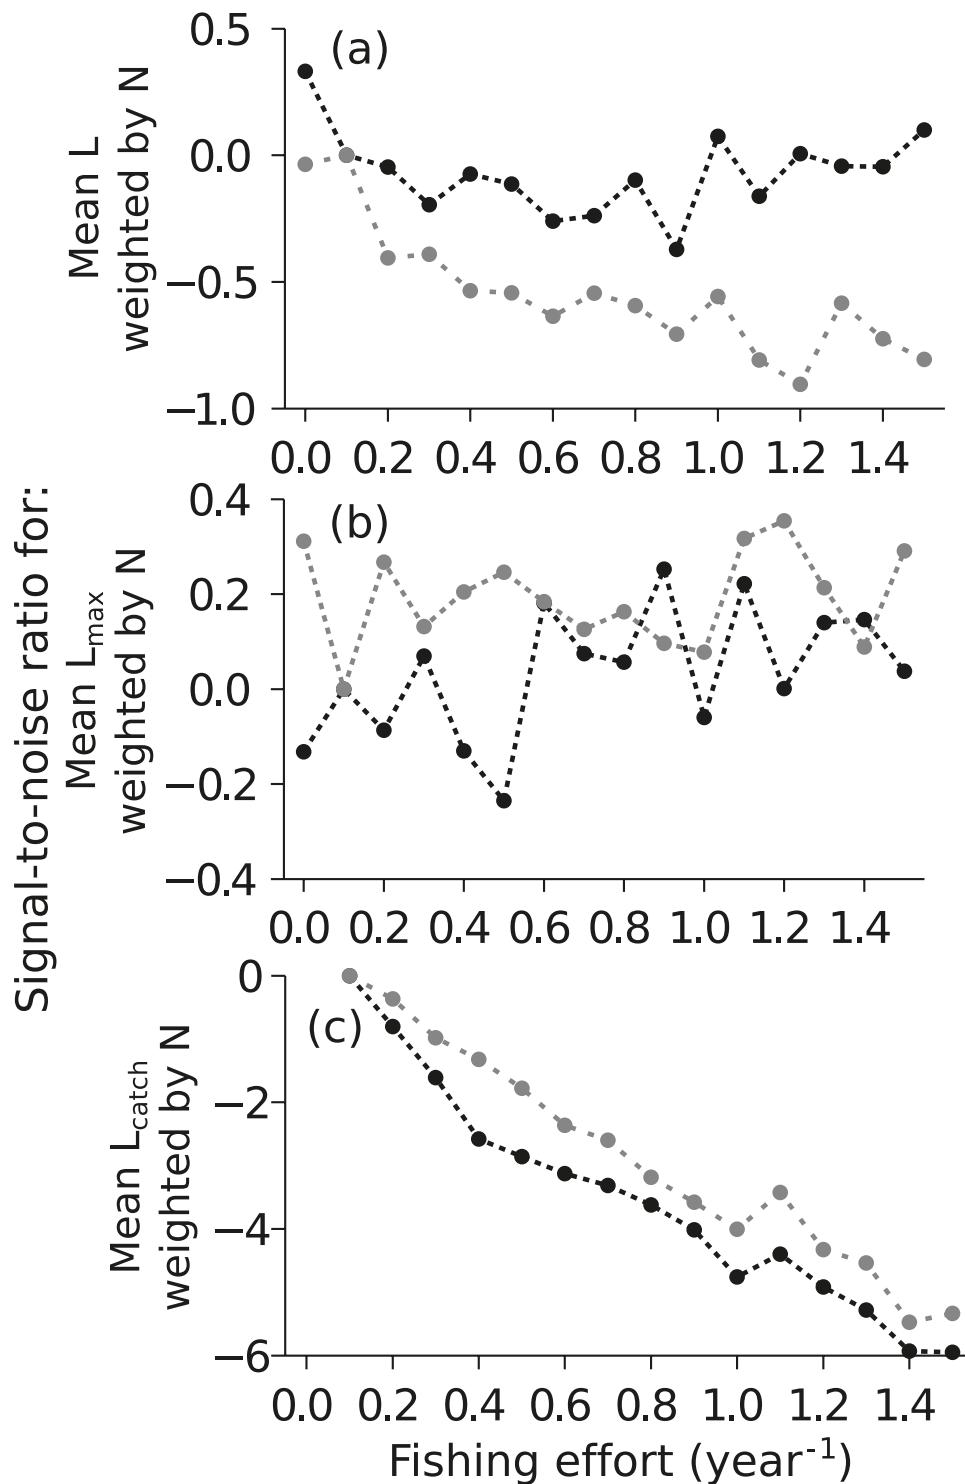 Signal-to-noise ratio for:
(a)
Mean L
weighted by N
0.5
0.0
−0.5
−1.0
0.0 0.2 0.4 0.6 0.8 1.0 1.2 1.4
(b)
Mean Lmax
weighted by N
0.4
0.2
0.0
−0.2
−0.4
0.0 0.2 0.4 0.6 0.8 1.0 1.2 1.4
(c)
Mean Lcatch
weighted by N
0
−2
−4
−6
0.0 0.2 0.4 0.6 0.8 1.0 1.2 1.4
Fishing effort (year-1)